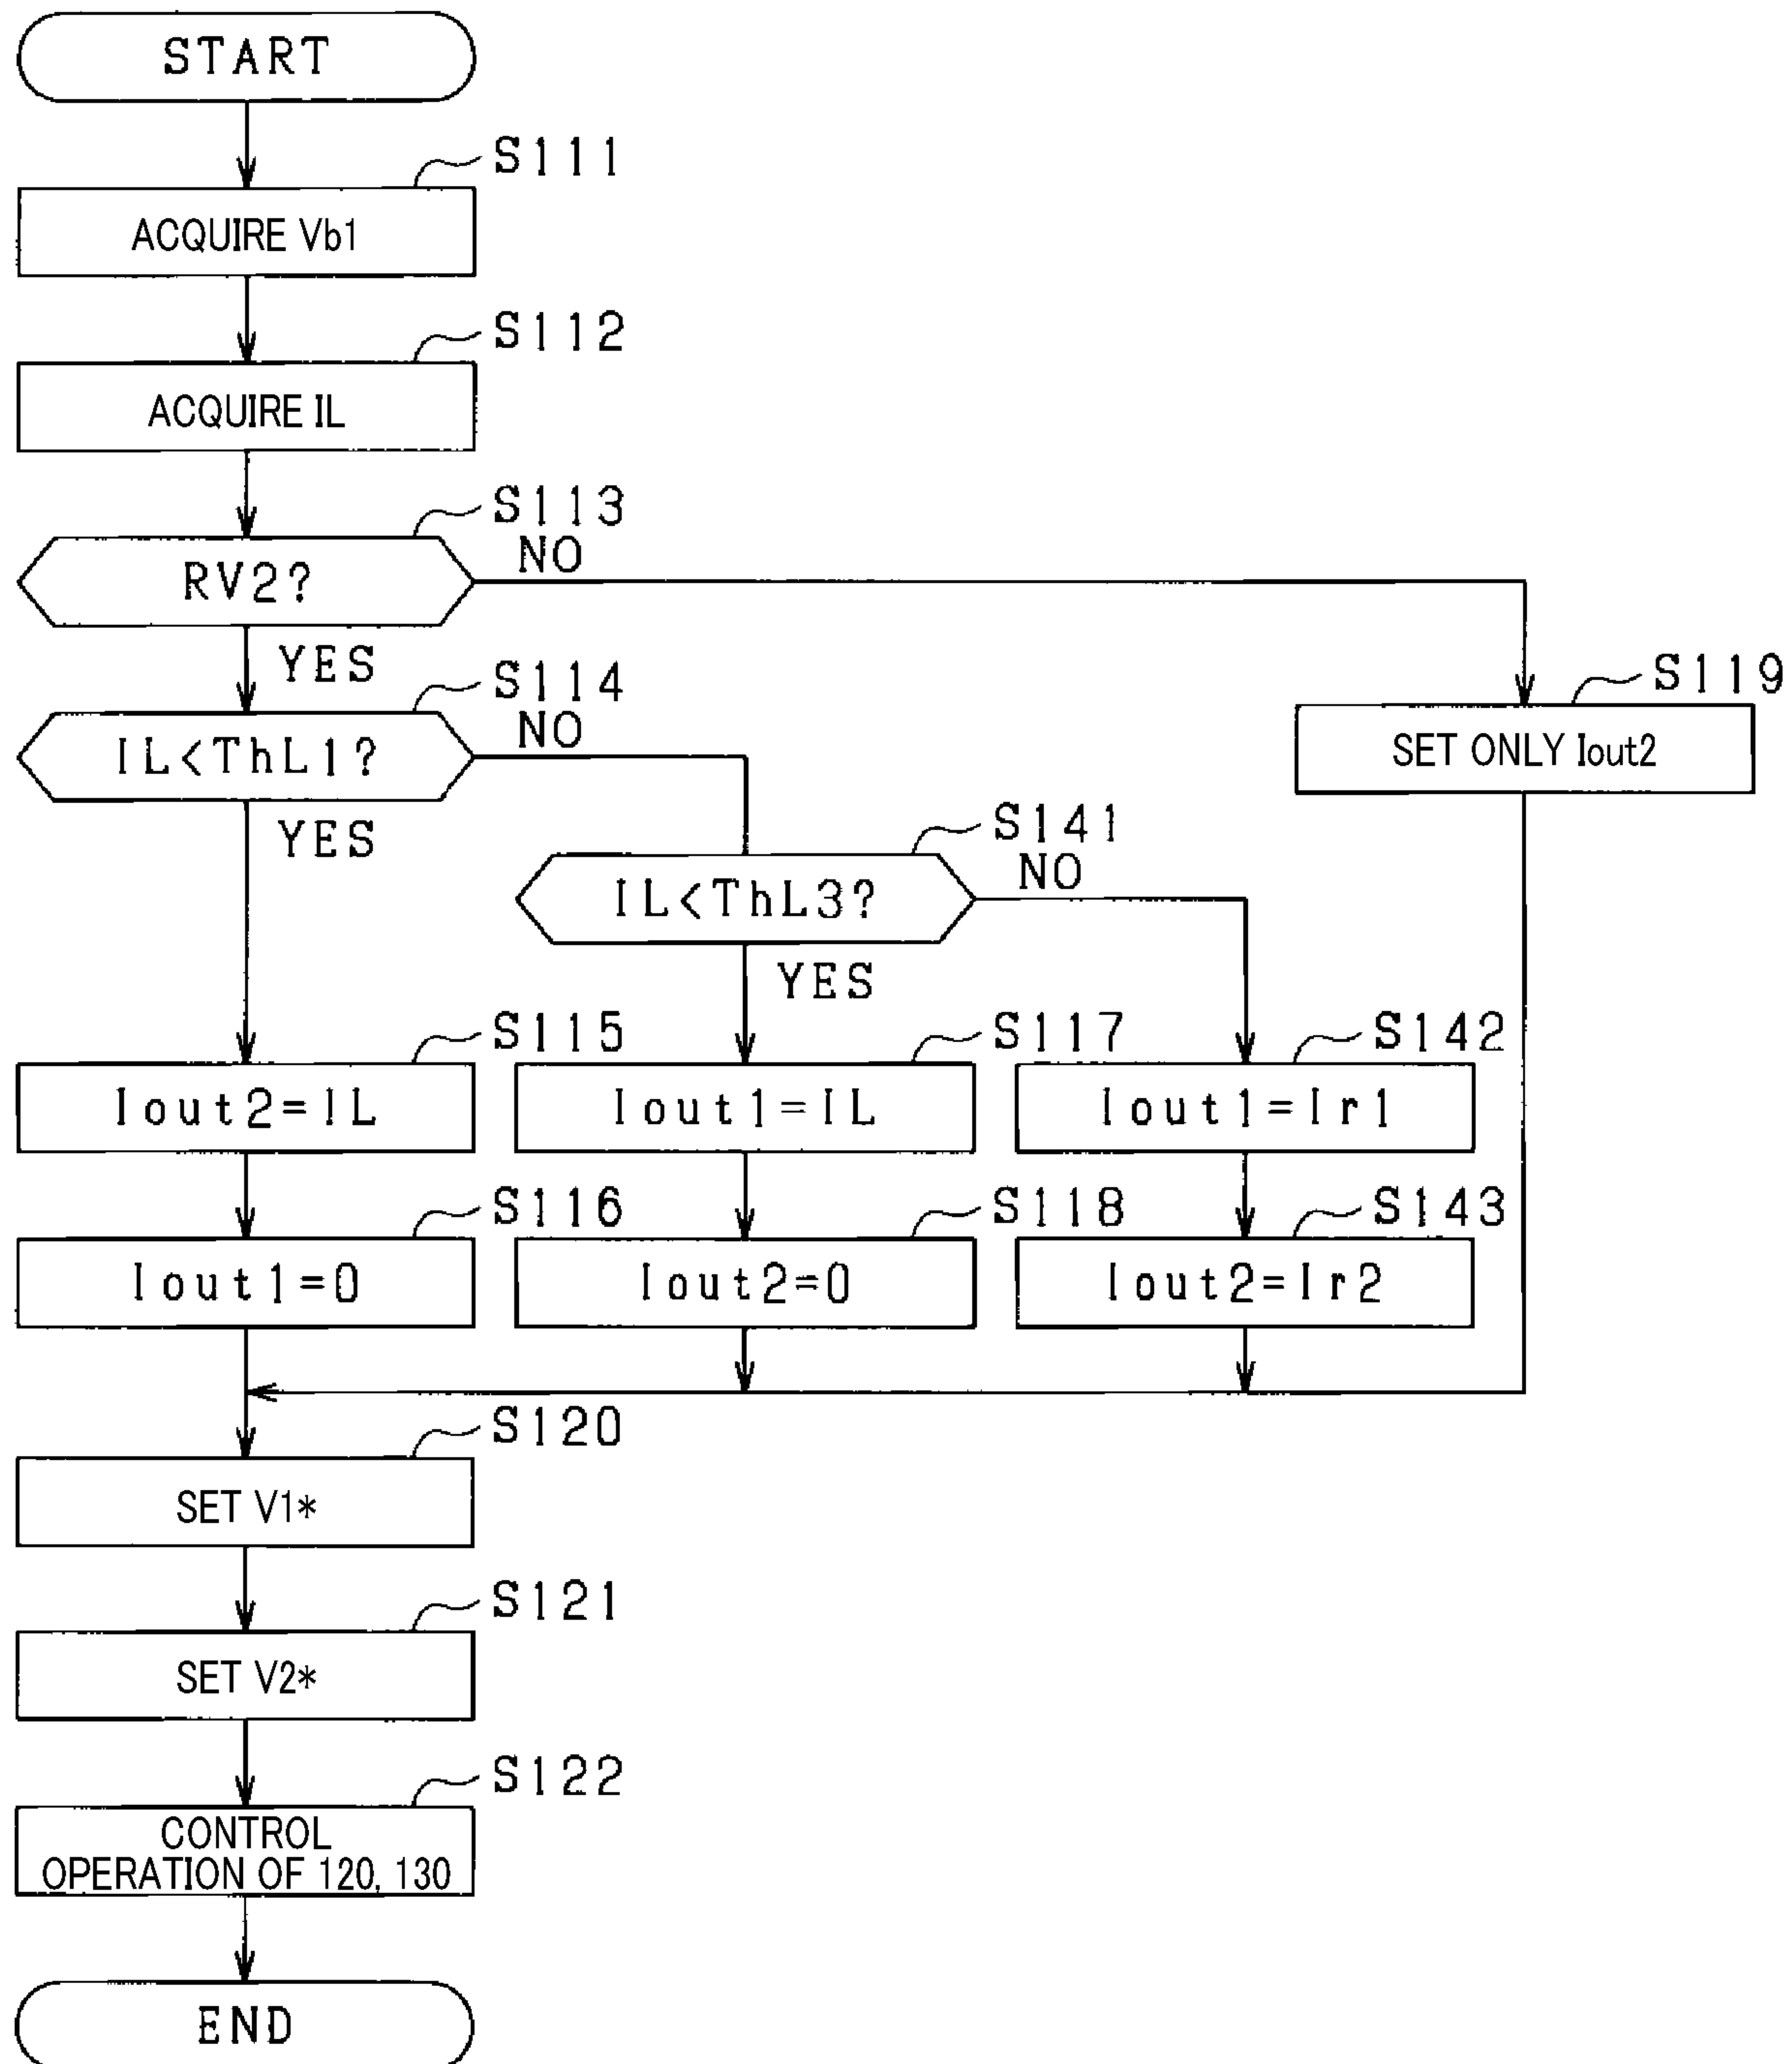 START
S111
ACQUIRE Vb1
S112
ACQUIRE IL
S113
RV2?
NO
YES
S114
IL<ThL1?
NO
YES
S119
SET ONLY Iout2
S141
IL<ThL3?
NO
YES
S115
Iout2=IL
S117
Iout1=IL
S142
Iout1=Ir1
S116
Iout1=0
S118
Iout2=0
S143
Iout2=Ir2
S120
SET V1*
S121
SET V2*
S122
CONTROL
OPERATION OF 120, 130
END